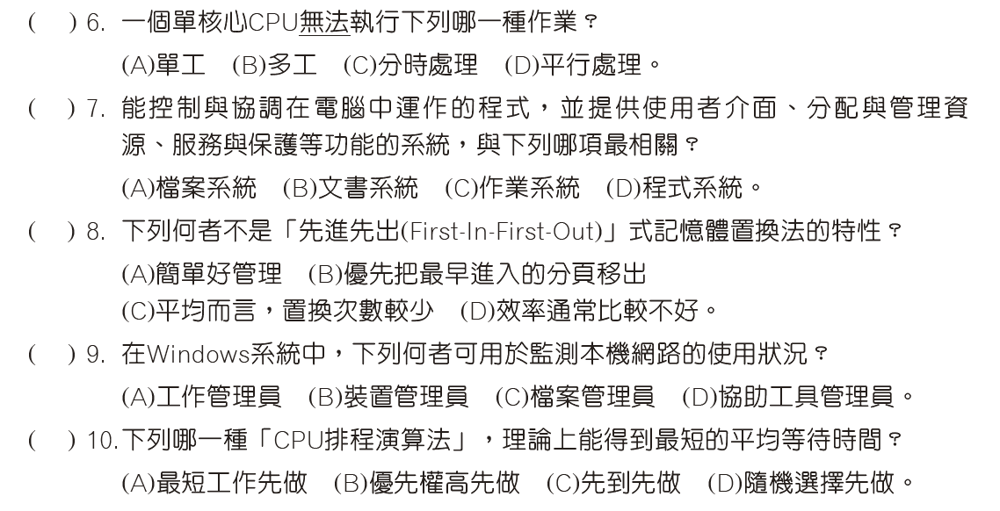 (　) 6. 一個單核心CPU無法執行下列哪一種作業？
(A)單工　(B)多工　(C)分時處理　(D)平行處理。
(　) 7. 能控制與協調在電腦中運作的程式，並提供使用者介面、分配與管理資
源、服務與保護等功能的系統，與下列哪項最相關？
(A)檔案系統　(B)文書系統　(C)作業系統　(D)程式系統。
(　) 8. 下列何者不是「先進先出(First-In-First-Out)」式記憶體置換法的特性？
(A)簡單好管理　(B)優先把最早進入的分頁移出
(C)平均而言，置換次數較少　(D)效率通常比較不好。
(　) 9. 在Windows系統中，下列何者可用於監測本機網路的使用狀況？
(A)工作管理員　(B)裝置管理員　(C)檔案管理員　(D)協助工具管理員。
(　) 10.下列哪一種「CPU排程演算法」，理論上能得到最短的平均等待時間？
(A)最短工作先做　(B)優先權高先做　(C)先到先做　(D)隨機選擇先做。